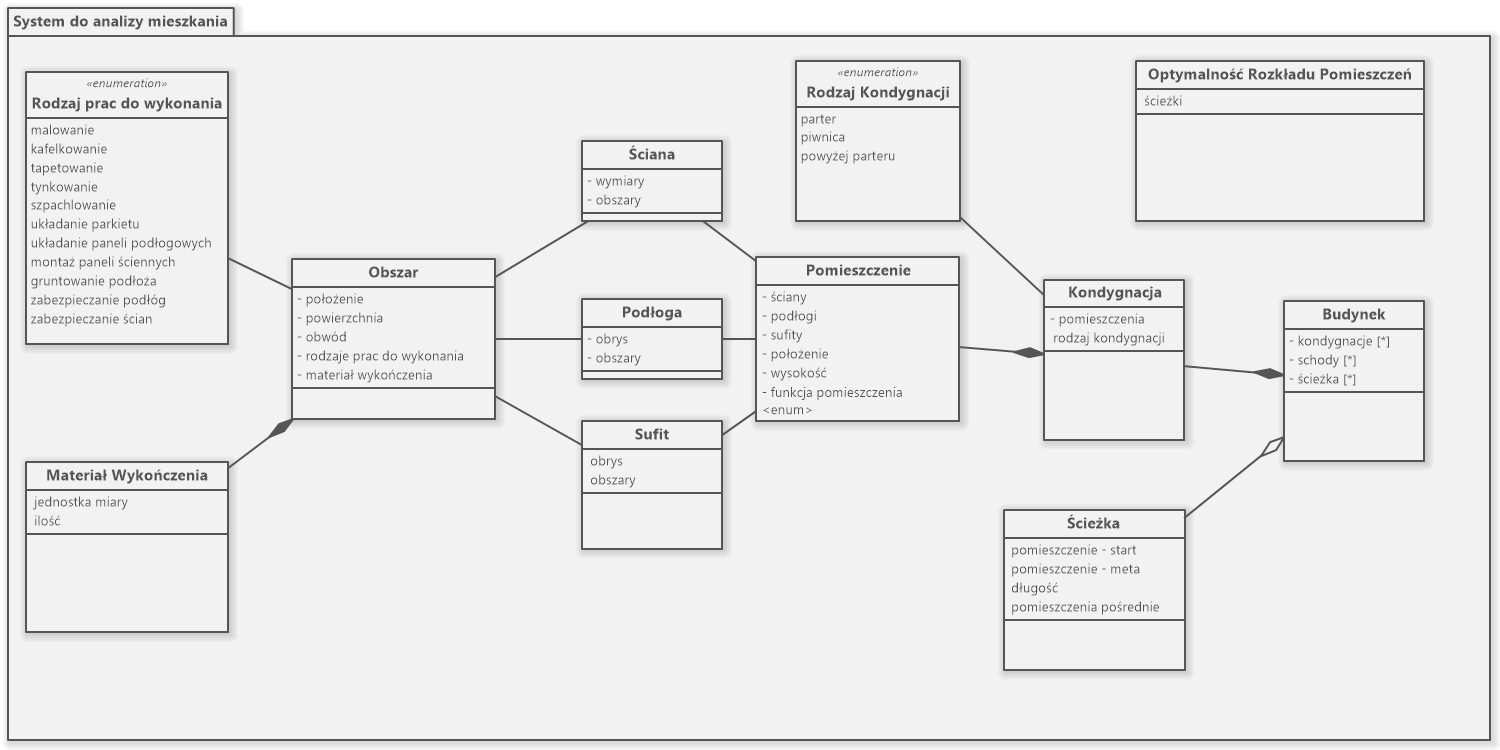 System do analizy mieszkania
«enumeration»
Rodzaj prac do wykonania
malowanie
kafelkowanie
tapetowanie
tynkowanie
szpachlowanie
układanie parkietu
układanie paneli podłogowych
montaż paneli ściennych
gruntowanie podłoża
zabezpieczanie podłóg
zabezpieczanie ścian
Materiał Wykończenia
jednostka miary
ilość
Obszar
- położenie
- powierzchnia
- obwód
- rodzaje prac do wykonania
- materiał wykończenia
Ściana
- wymiary
- obszary
Podłoga
- obrys
- obszary
Sufit
obrys
obszary
Pomieszczenie
- ściany
- podłogi
- sufity
- położenie
- wysokość
- funkcja pomieszczenia
<enum>
«enumeration»
Rodzaj Kondygnacji
parter
piwnica
powyżej parteru
Kondygnacja
- pomieszczenia
rodzaj kondygnacji
Optymalność Rozkładu Pomieszczeń
ścieżki
Budynek
- kondygnacje [*]
- schody [*]
- ścieżka [*]
Ścieżka
pomieszczenie - start
pomieszczenie - meta
długość
pomieszczenia pośrednie